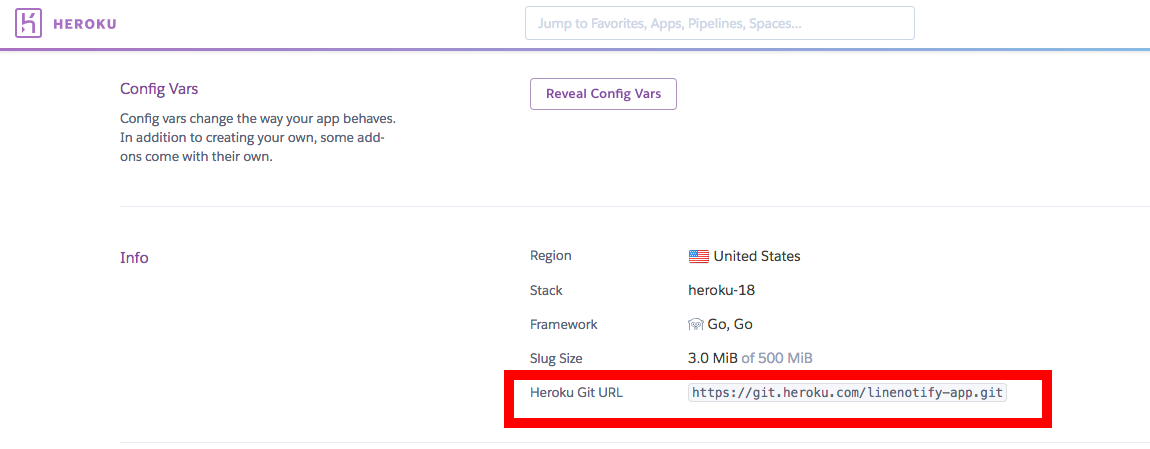 HEROKU
Jump to Favorites, Apps, Pipelines, Spaces...
Config Vars
Reveal Config Vars
Config vars change the way your app behaves.
In addition to creating your own, some add-
ons come with their own.
Info
Region United States
Stack heroku-18
Framework Go, Go
Slug Size 3.0 MiB of 500 MiB
Heroku Git URL https://git.heroku.com/linenotify-app.git